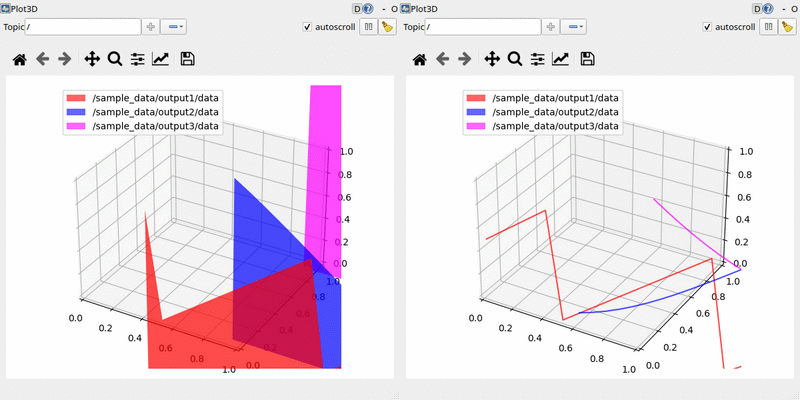 Plot3D
D - O
Topic /
autoscroll
/sample_data/output1/data
/sample_data/output2/data
/sample_data/output3/data
1.0
0.8
0.6
0.4
0.2
0.0
0.0
0.2
0.4
0.6
0.8
1.0
0.0
0.2
0.4
0.6
0.8
1.0
Plot3D
D - O
Topic /
autoscroll
/sample_data/output1/data
/sample_data/output2/data
/sample_data/output3/data
1.0
0.8
0.6
0.4
0.2
0.0
0.0
0.2
0.4
0.6
0.8
1.0
0.0
0.2
0.4
0.6
0.8
1.0